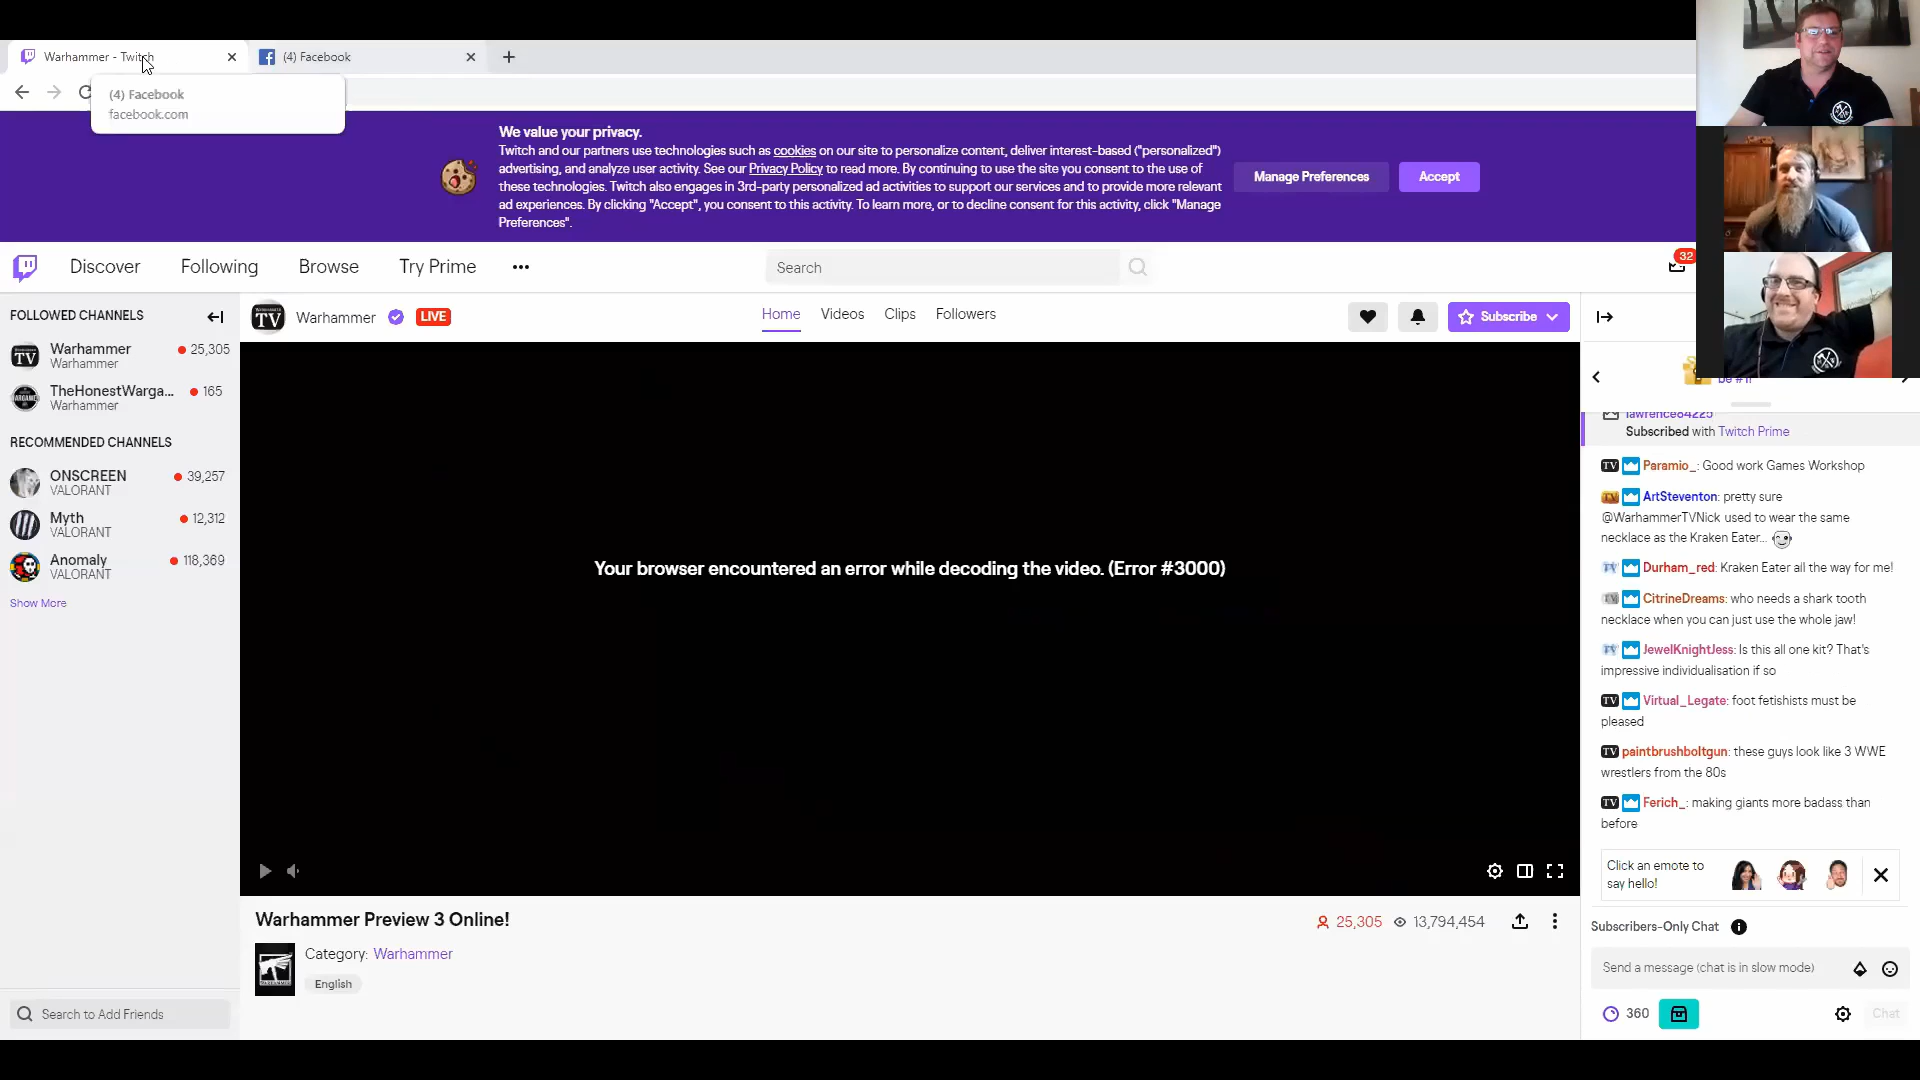 Warhammer - Twitch
(4) Facebook
(4) Facebook
facebook.com
We value your privacy.
Twitch and our partners use technologies such as cookies on our site to personalize content, deliver interest-based ("personalized")
advertising, and analyze user activity. See our Privacy Policy to read more. By continuing to use the site you consent to the use of
these technologies. Twitch also engages in 3rd-party personalized ad activities to support our services and to provide more relevant
ad experiences. By clicking "Accept", you consent to this activity. To learn more, or to decline consent for this activity, click "Manage
Preferences".
Manage Preferences
Accept
Discover
Following
Browse
Try Prime
Search
32
FOLLOWED CHANNELS
Warhammer
25,305
Warhammer
TheHonestWarga...
165
Warhammer
RECOMMENDED CHANNELS
ONSCREEN
39,257
VALORANT
Myth
12,312
VALORANT
Anomaly
118,369
VALORANT
Show More
Search to Add Friends
TV
Warhammer
LIVE
Home
Videos
Clips
Followers
Subscribe
Your browser encountered an error while decoding the video. (Error #3000)
Warhammer Preview 3 Online!
25,305
13,794,454
Category: Warhammer
English
be #1!
lawrence84225
Subscribed with Twitch Prime
Paramio_: Good work Games Workshop
ArtSteventon: pretty sure
@WarhammerTVNick used to wear the same
necklace as the Kraken Eater...
Durham_red: Kraken Eater all the way for me!
CitrineDreams: who needs a shark tooth
necklace when you can just use the whole jaw!
JewelKnightJess: Is this all one kit? That's
impressive individualisation if so
Virtual_Legate: foot fetishists must be
pleased
paintbrushboltgun: these guys look like 3 WWE
wrestlers from the 80s
Ferich_: making giants more badass than
before
Click an emote to
say hello!
Subscribers-Only Chat
Send a message (chat is in slow mode)
360
Chat